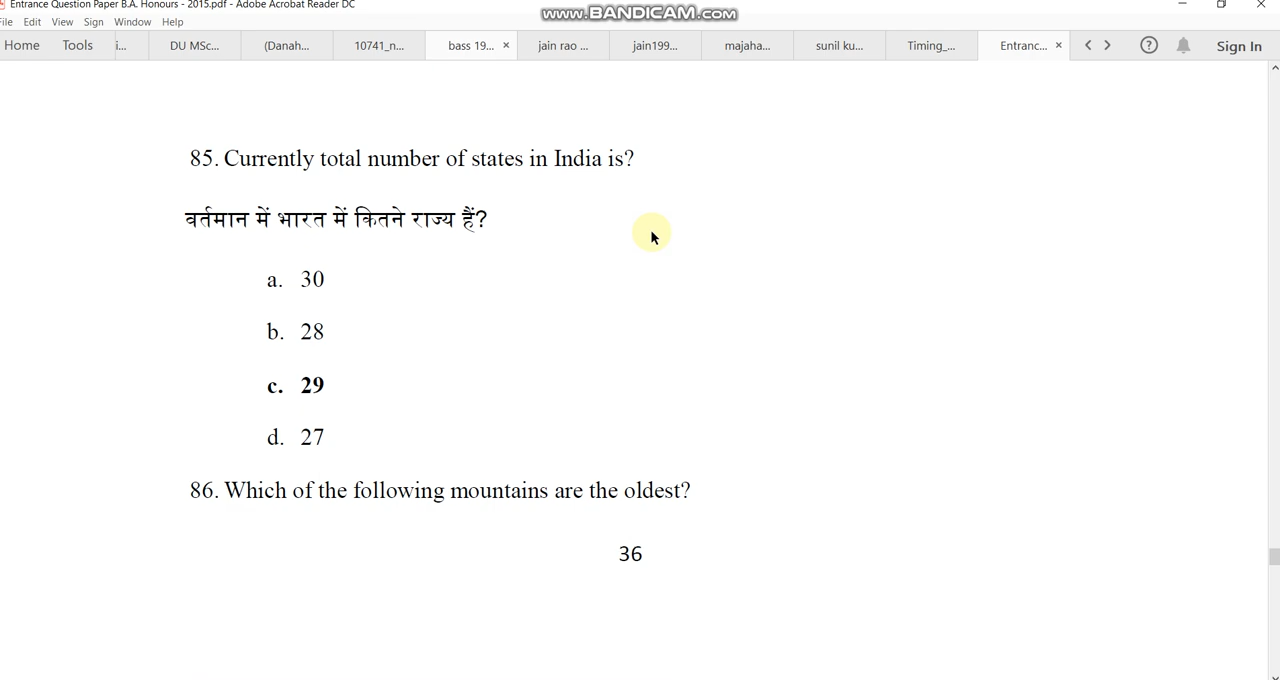 Entrance Question Paper B.A. Honours - 2015.pdf - Adobe Acrobat Reader DC
www.BANDICAM.com
File Edit View Sign Window Help
Home Tools i... DU MSc... (Danah... 10741_n... bass 19... × jain rao ... jain199... majaha... sunil ku... Timing_... Entranc... × Sign In
85. Currently total number of states in India is?
वर्तमान में भारत में कितने राज्य हैं?
a. 30
b. 28
c. 29
d. 27
86. Which of the following mountains are the oldest?
36